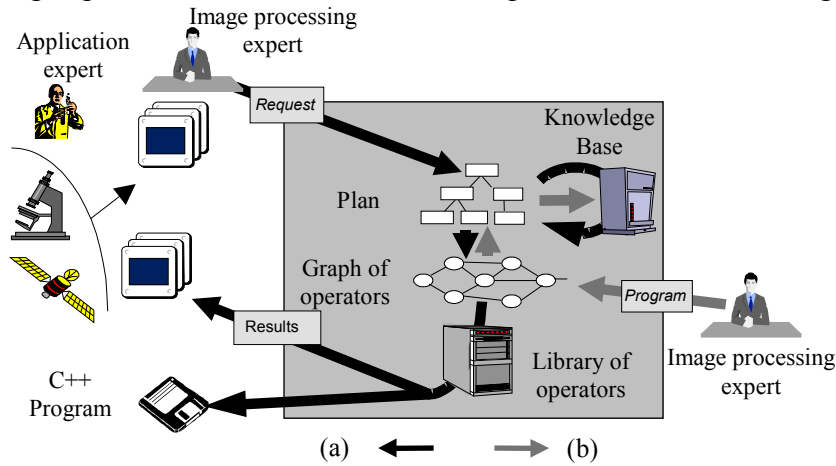 Image processing
expert
Application
expert
Request
Knowledge
Base
Plan
Graph of
operators
Program
Results
Library of
operators
Image processing
expert
C++
Program
(a)
(b)